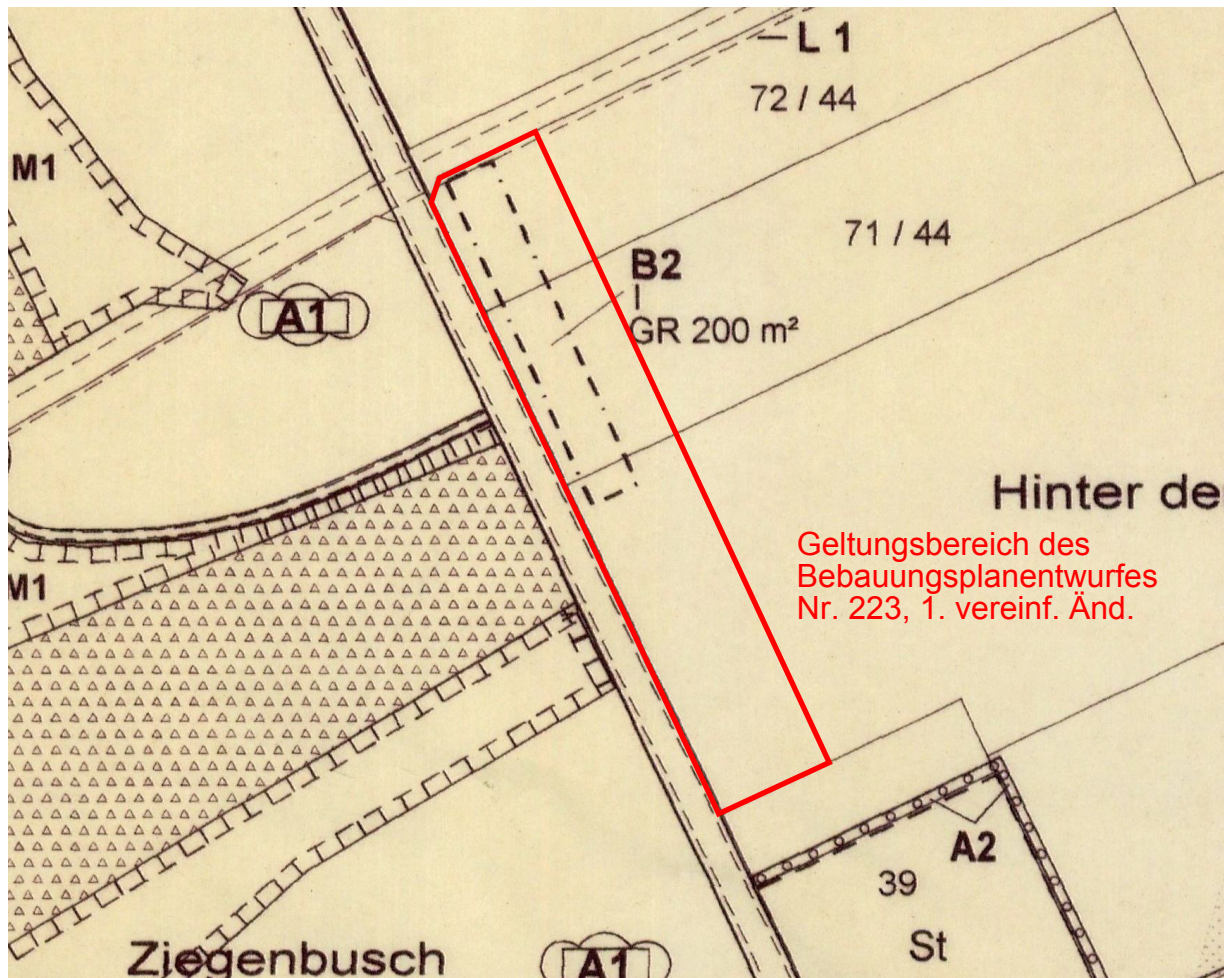 L 1
72 / 44
M1
71 / 44
B2
A1
GR 200 m²
Hinter de
Geltungsbereich des
Bebauungsplanentwurfes
Nr. 223, 1. vereinf. Änd.
M1
A2
39
St
Ziegenbusch
A1